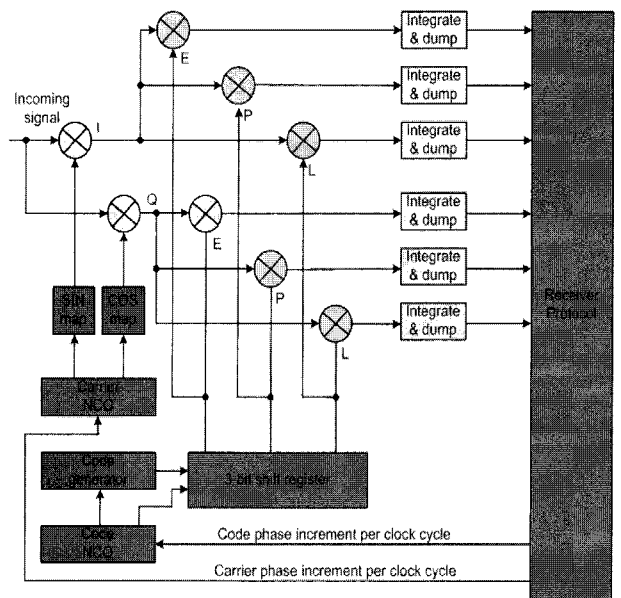 Integrate
& dump
E
Integrate
& dump
P
Incoming
signal
I
Integrate
& dump
L
Q
Integrate
& dump
E
Integrate
& dump
P
SIN
map
COS
map
Receiver
Protocol
Integrate
& dump
L
Carrier
NCO
Code
generator
3-bit shift register
Code
NCO
Code phase increment per clock cycle
Carrier phase increment per clock cycle